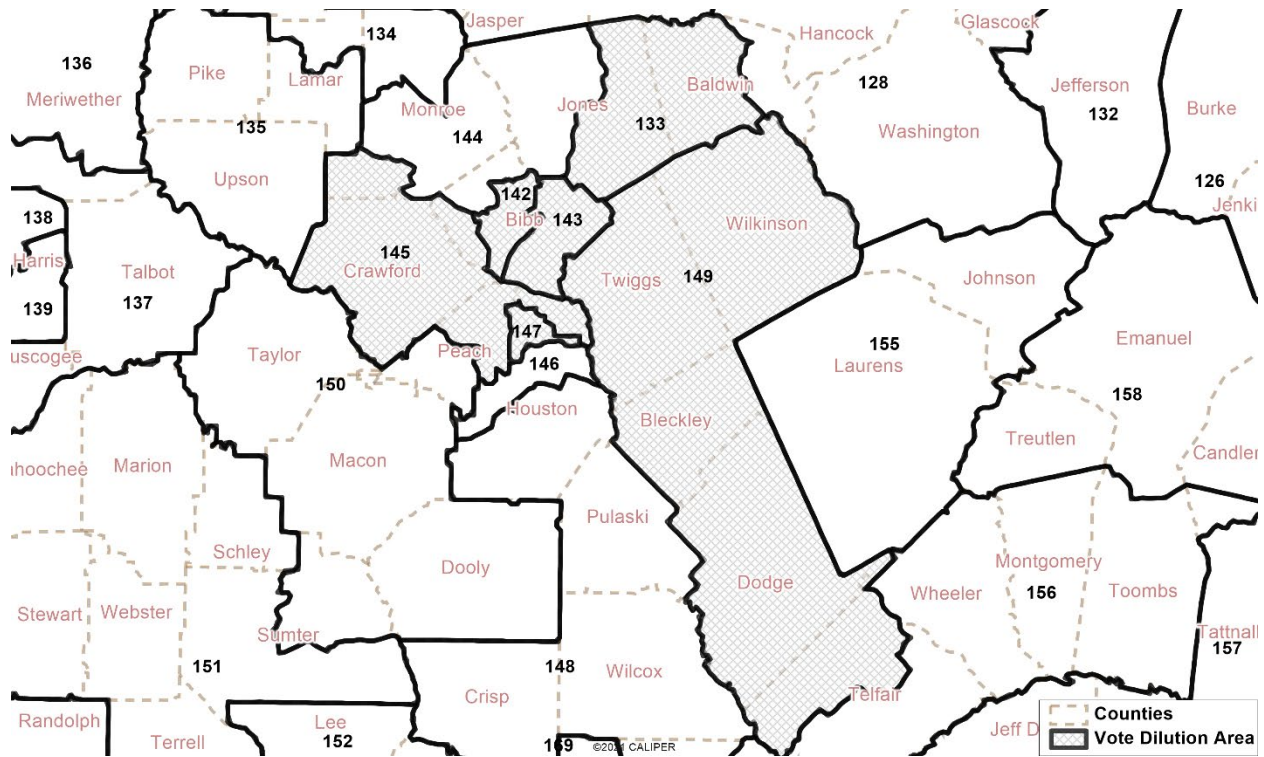 Jasper
134
Hancock
Glascock
136
Pike
Lamar
Meriwether
Baldwin
128
Jefferson
132
Monroe
Jones
Burke
135
144
133
Washington
Upson
126
Jenki
138
142
Bibb
143
Wilkinson
145
Harris
Talbot
Crawford
Twiggs
149
Johnson
137
139
147
Emanuel
uscogee
Taylor
Peach
155
146
Laurens
150
158
Houston
Bleckley
Treutlen
ahoochee
Marion
Macon
Candler
Pulaski
Schley
Dooly
Montgomery
Dodge
Wheeler
156
Toombs
Stewart
Webster
Sumter
Tattnall
157
151
148
Wilcox
Crisp
Telfair
Randolph
Lee
Jeff D
Counties
Terrell
152
169
©2021 CALIPER
Vote Dilution Area